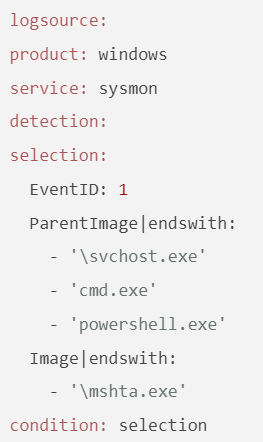 logsource:
product: windows
service: sysmon
detection:
selection:
  EventID: 1
  ParentImage|endswith:
    - '\svchost.exe'
    - 'cmd.exe'
    - 'powershell.exe'
  Image|endswith:
    - '\mshta.exe'
condition: selection